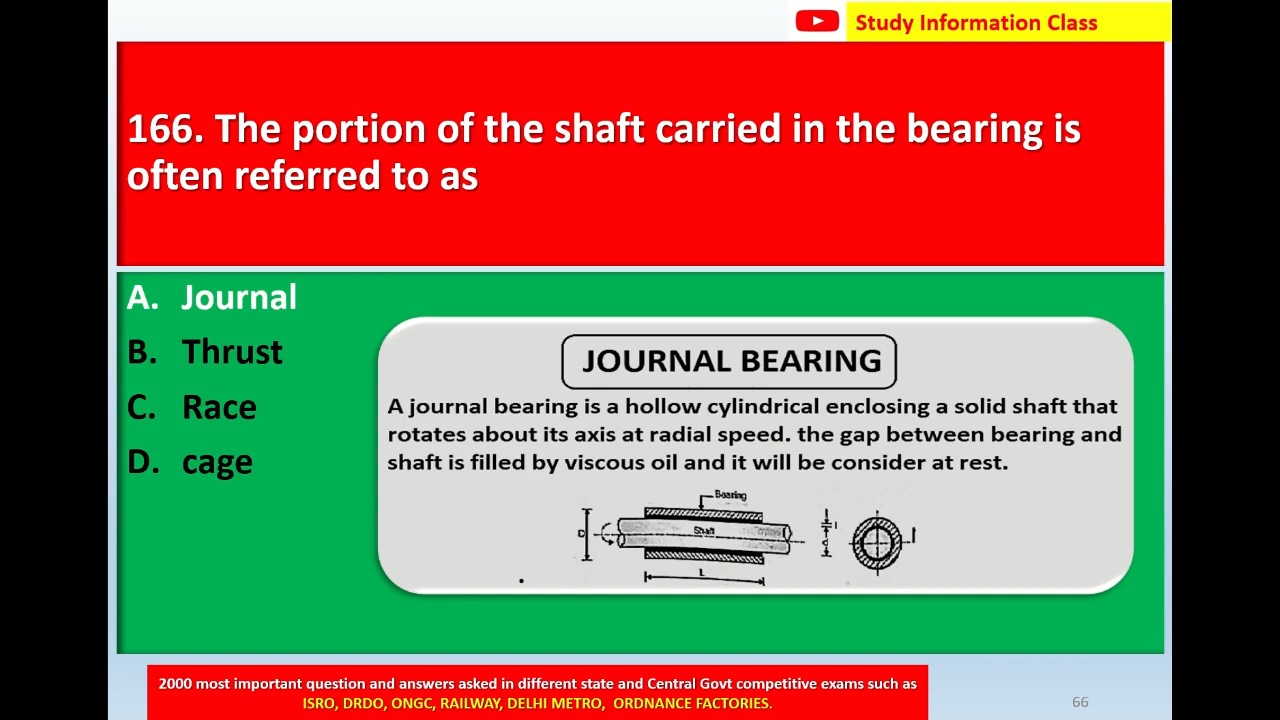 Study Information Class
166. The portion of the shaft carried in the bearing is
often referred to as
A. Journal
B. Thrust
C. Race
D. cage
JOURNAL BEARING
A journal bearing is a hollow cylindrical enclosing a solid shaft that
rotates about its axis at radial speed. the gap between bearing and
shaft is filled by viscous oil and it will be consider at rest.
Bearing
D
Shaft
L
2000 most important question and answers asked in different state and Central Govt competitive exams such as
ISRO, DRDO, ONGC, RAILWAY, DELHI METRO, ORDNANCE FACTORIES.
66